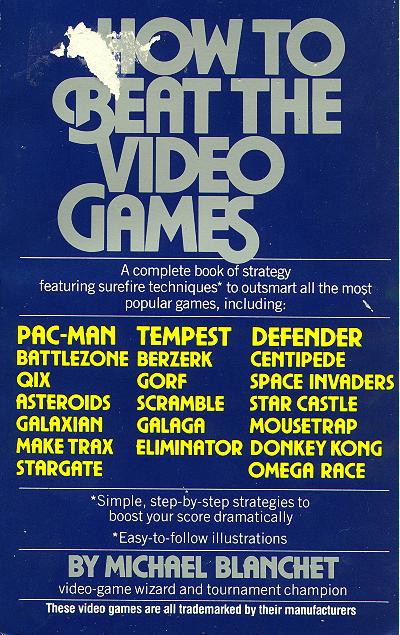 HOW TO
BEAT THE
VIDEO
GAMES
A complete book of strategy
featuring surefire techniques* to outsmart all the most
popular games, including:
PAC-MAN TEMPEST DEFENDER
BATTLEZONE BERZERK CENTIPEDE
QIX GORF SPACE INVADERS
ASTEROIDS SCRAMBLE STAR CASTLE
GALAXIAN GALAGA MOUSETRAP
MAKE TRAX ELIMINATOR DONKEY KONG
STARGATE OMEGA RACE
*Simple, step-by-step strategies to
boost your score dramatically
*Easy-to-follow illustrations
BY MICHAEL BLANCHET
video-game wizard and tournament champion
These video games are all trademarked by their manufacturers